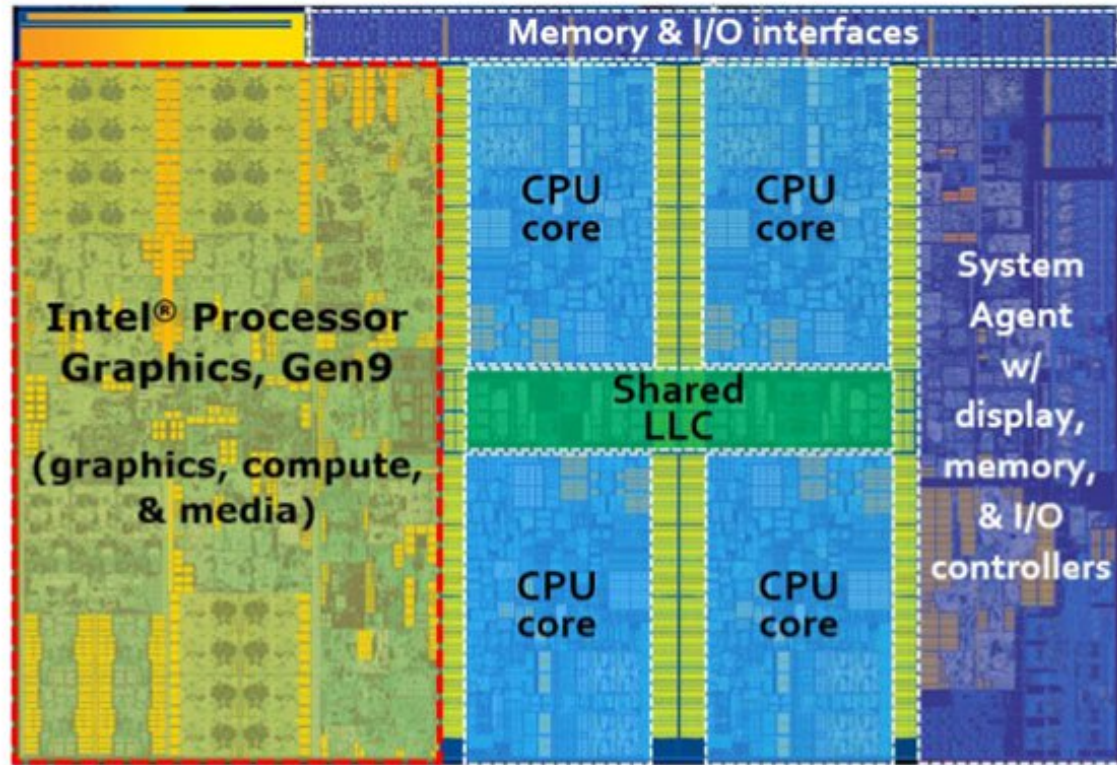 Memory & I/O interfaces
Intel® Processor
Graphics, Gen9
(graphics, compute,
& media)
CPU
core
CPU
core
Shared
LLC
CPU
core
CPU
core
System
Agent
w/
display,
memory,
& I/O
controllers